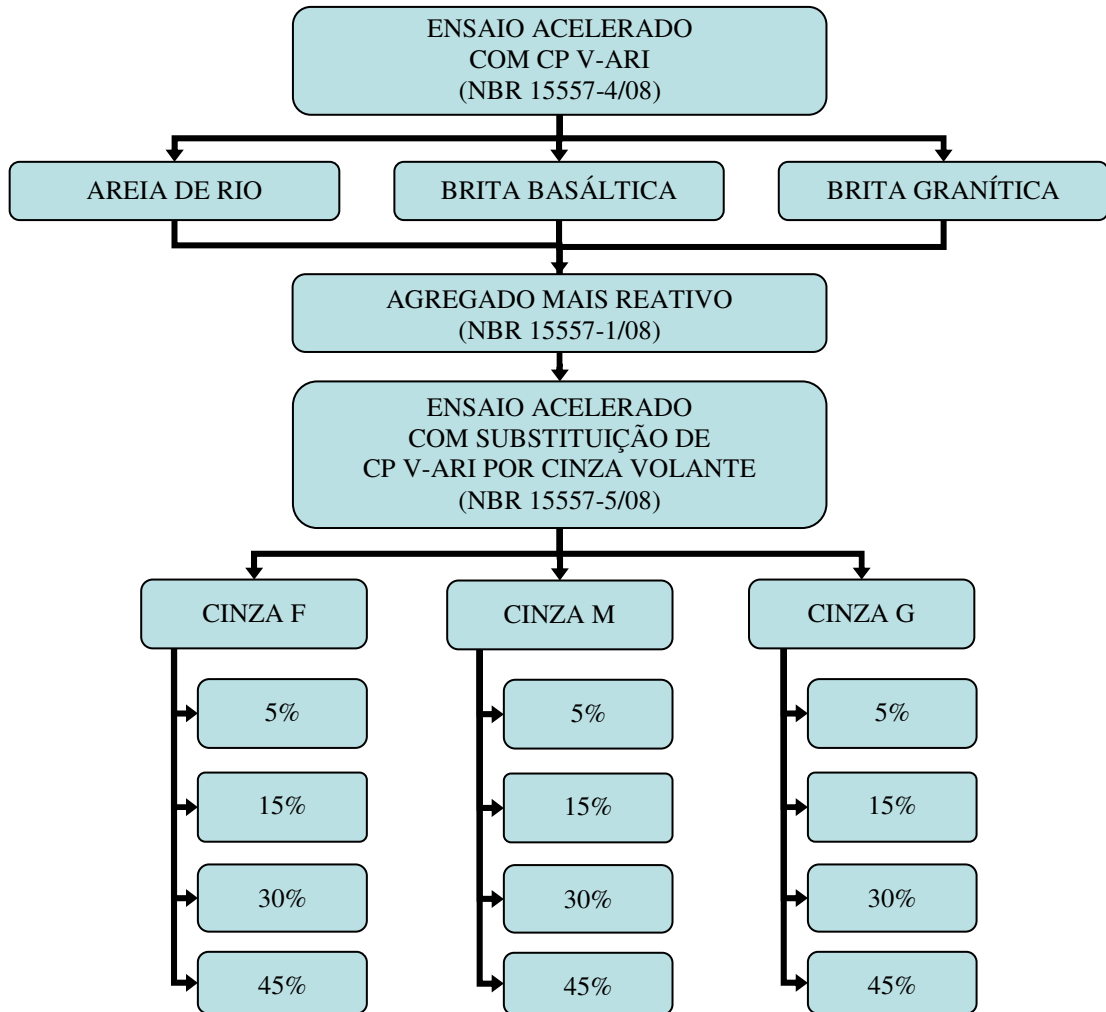 ENSAIO ACELERADO
COM CP V-ARI
(NBR 15557-4/08)
AREIA DE RIO
BRITA BASÁLTICA
BRITA GRANÍTICA
AGREGADO MAIS REATIVO
(NBR 15557-1/08)
ENSAIO ACELERADO
COM SUBSTITUIÇÃO DE
CP V-ARI POR CINZA VOLANTE
(NBR 15557-5/08)
CINZA F
CINZA M
CINZA G
5%
5%
5%
15%
15%
15%
30%
30%
30%
45%
45%
45%